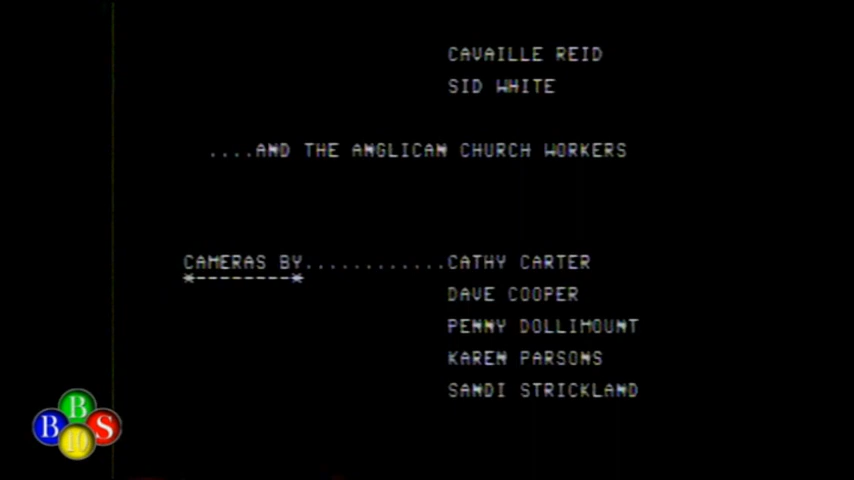 CAVAILLE REID
SID WHITE
....AND THE ANGLICAN CHURCH WORKERS
CAMERAS BY............CATHY CARTER
*--------*
DAVE COOPER
PENNY DOLLIMOUNT
KAREN PARSONS
SANDI STRICKLAND
B
B S
10